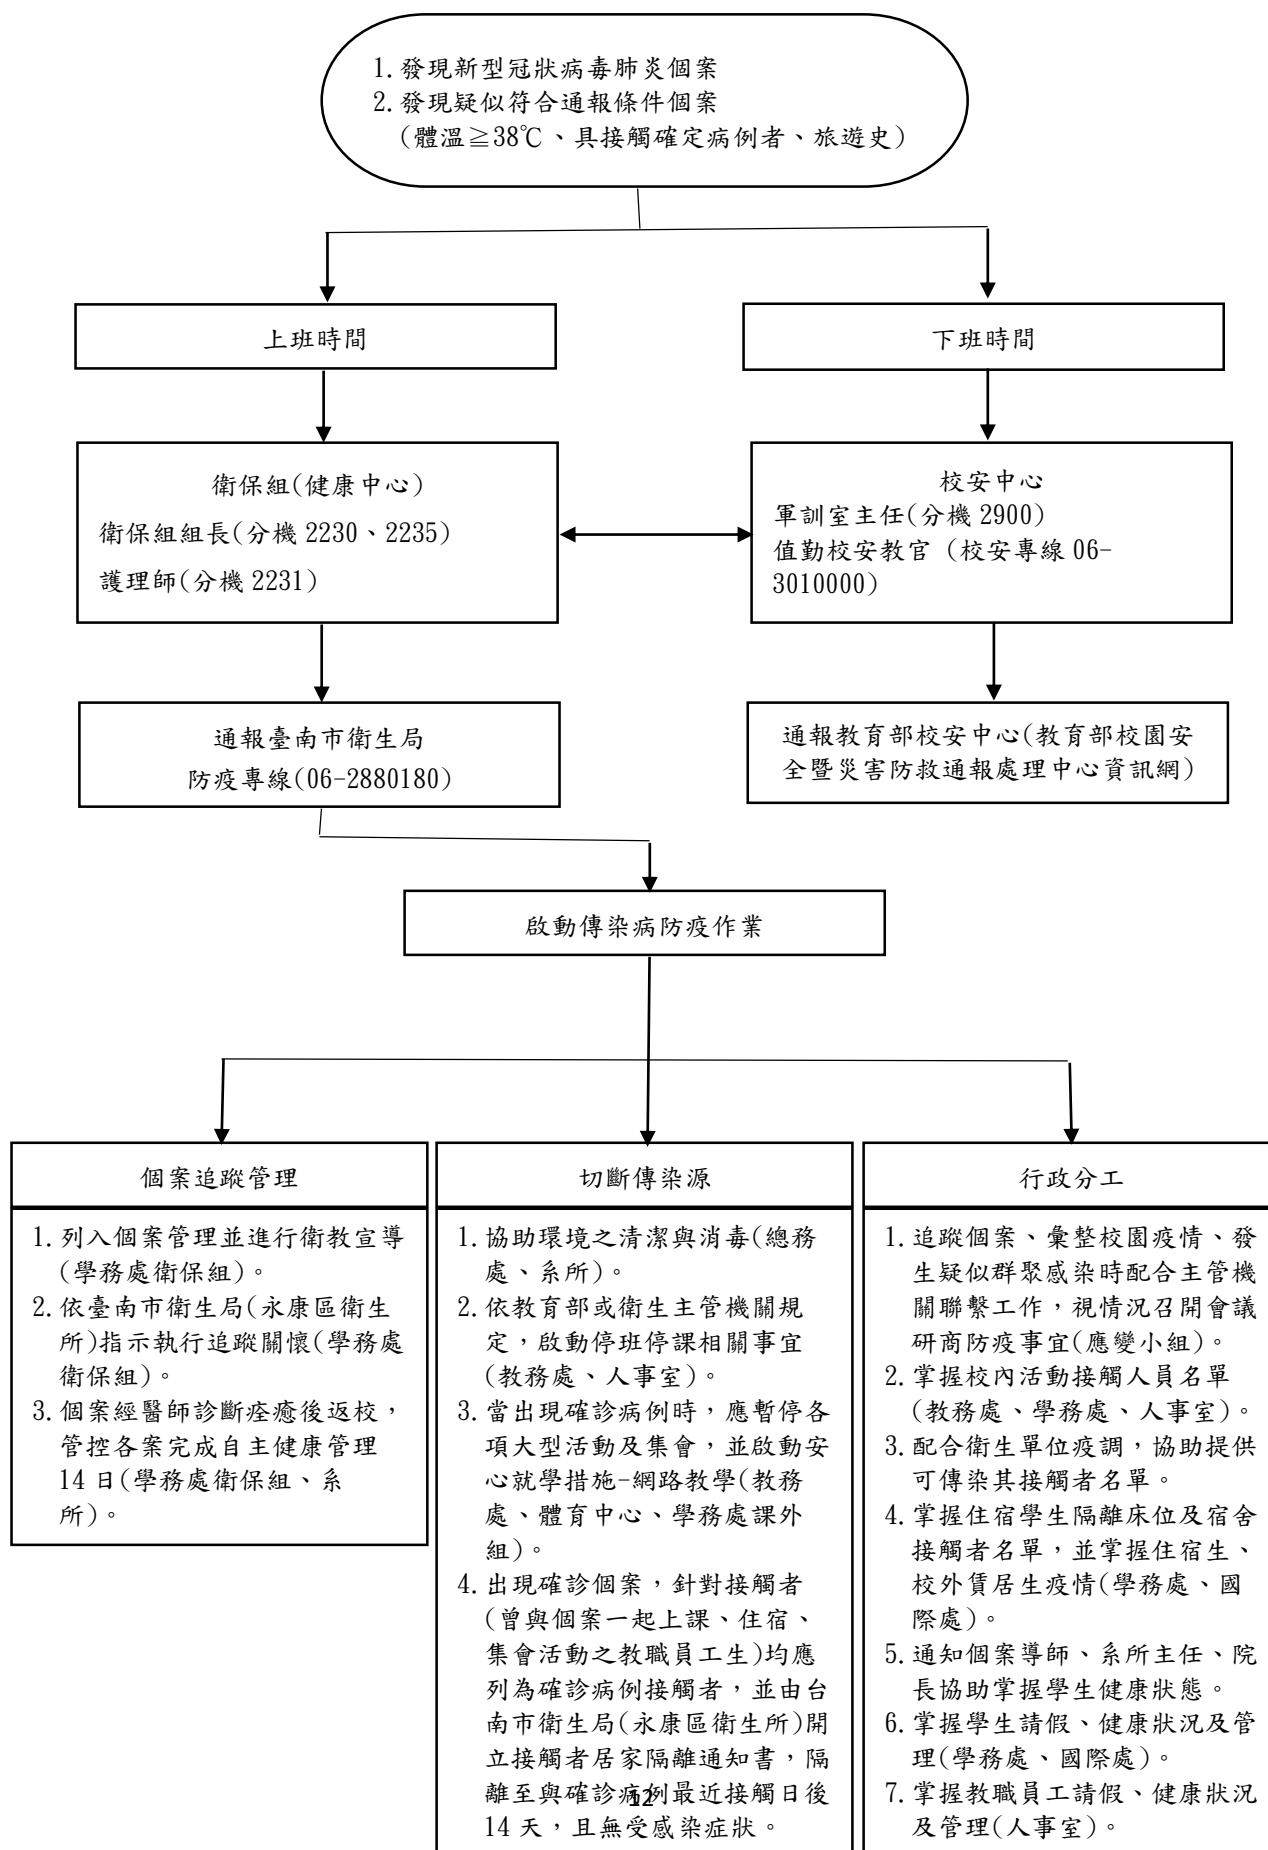 1.發現新型冠狀病毒肺炎個案
2.發現疑似符合通報條件個案
(體溫≧38℃、具接觸確定病例者、旅遊史)
上班時間
下班時間
衛保組(健康中心)
衛保組組長(分機 2230、2235)
護理師(分機 2231)
校安中心
軍訓室主任(分機 2900)
值勤校安教官 (校安專線 06-
3010000)
通報臺南市衛生局
防疫專線(06-2880180)
通報教育部校安中心(教育部校園安
全暨災害防救通報處理中心資訊網)
啟動傳染病防疫作業
個案追蹤管理
1.列入個案管理並進行衛教宣導
(學務處衛保組)。
2.依臺南市衛生局(永康區衛生
所)指示執行追蹤關懷(學務處
衛保組)。
3.個案經醫師診斷痊癒後返校，
管控各案完成自主健康管理
14 日(學務處衛保組、系
所)。
切斷傳染源
1.協助環境之清潔與消毒(總務
處、系所)。
2.依教育部或衛生主管機關規
定，啟動停班停課相關事宜
(教務處、人事室)。
3.當出現確診病例時，應暫停各
項大型活動及集會，並啟動安
心就學措施-網路教學(教務
處、體育中心、學務處課外
組)。
4.出現確診個案，針對接觸者
(曾與個案一起上課、住宿、
集會活動之教職員工生)均應
列為確診病例接觸者，並由台
南市衛生局(永康區衛生所)開
立接觸者居家隔離通知書，隔
離至與確診病例最近接觸日後
14 天，且無受感染症狀。
行政分工
1.追蹤個案、彙整校園疫情、發
生疑似群聚感染時配合主管機
關聯繫工作，視情況召開會議
研商防疫事宜(應變小組)。
2.掌握校內活動接觸人員名單
(教務處、學務處、人事室)。
3.配合衛生單位疫調，協助提供
可傳染其接觸者名單。
4.掌握住宿學生隔離床位及宿舍
接觸者名單，並掌握住宿生、
校外賃居生疫情(學務處、國
際處)。
5.通知個案導師、系所主任、院
長協助掌握學生健康狀態。
6.掌握學生請假、健康狀況及管
理(學務處、國際處)。
7.掌握教職員工請假、健康狀況
及管理(人事室)。